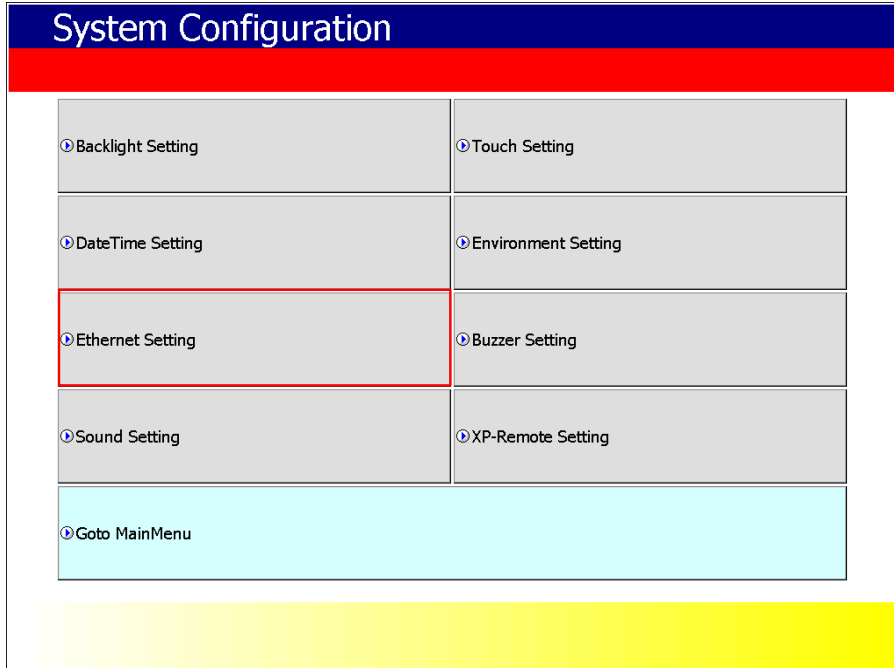 System Configuration
Backlight Setting
Touch Setting
DateTime Setting
Environment Setting
Ethernet Setting
Buzzer Setting
Sound Setting
XP-Remote Setting
Goto MainMenu